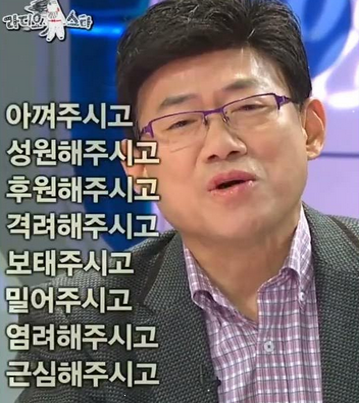 라디오스타
아껴주시고
성원해주시고
후원해주시고
격려해주시고
보태주시고
밀어주시고
염려해주시고
근심해주시고